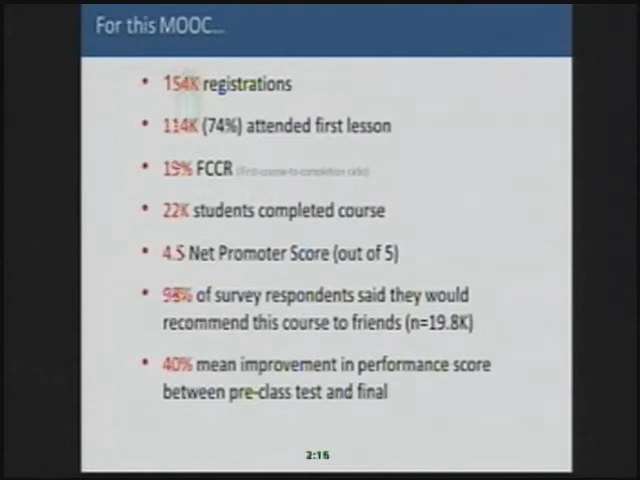 For this MOOC...
• 154K registrations
• 114K (74%) attended first lesson
• 19% FCCR (First-course-to-completion ratio)
• 22K students completed course
• 4.5 Net Promoter Score (out of 5)
• of survey respondents said they would
recommend this course to friends (n=19.8K)
• 40% mean improvement in performance score
between pre-class test and final
2:16